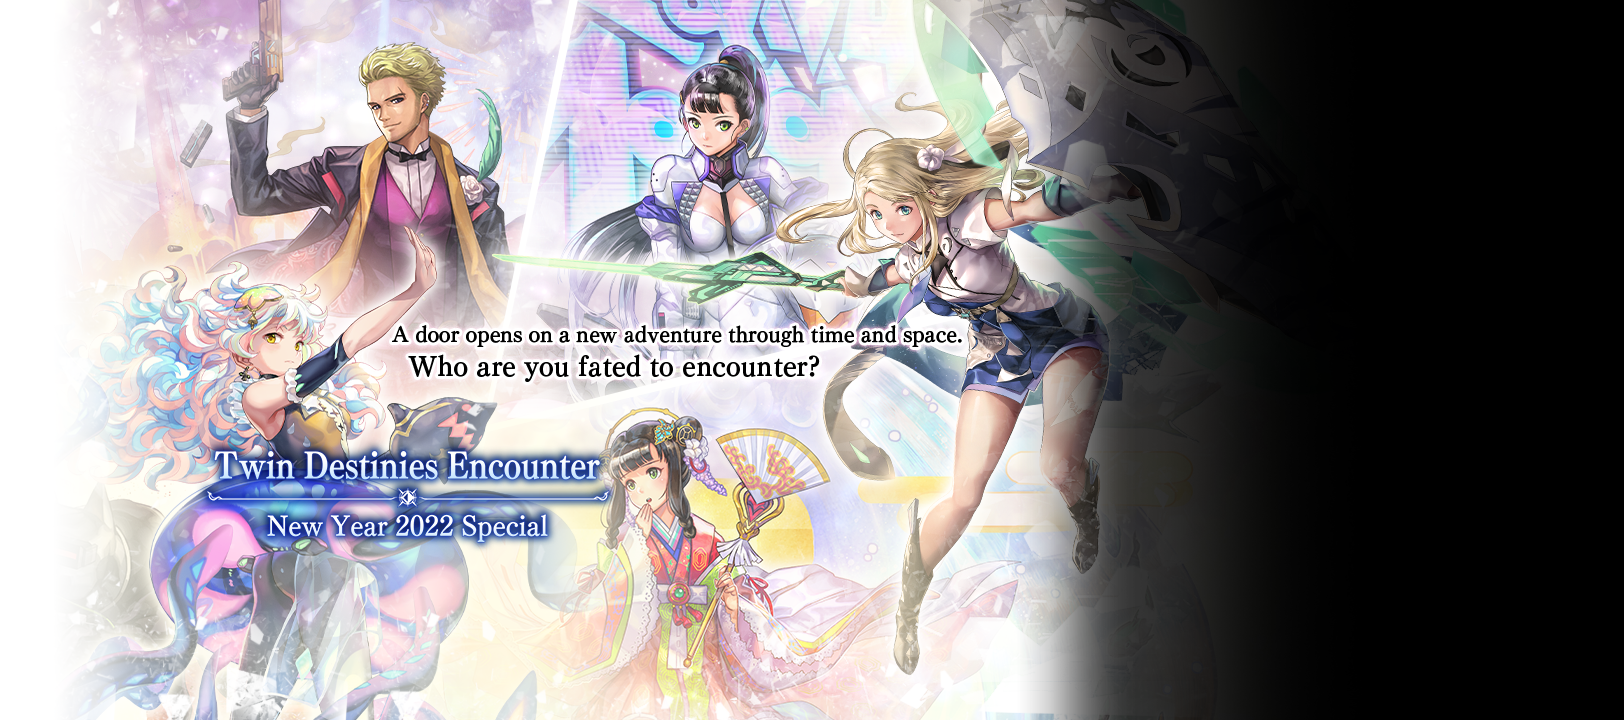 A door opens on a new adventure through time and space.
Who are you fated to encounter?
Twin Destinies Encounter
New Year 2022 Special